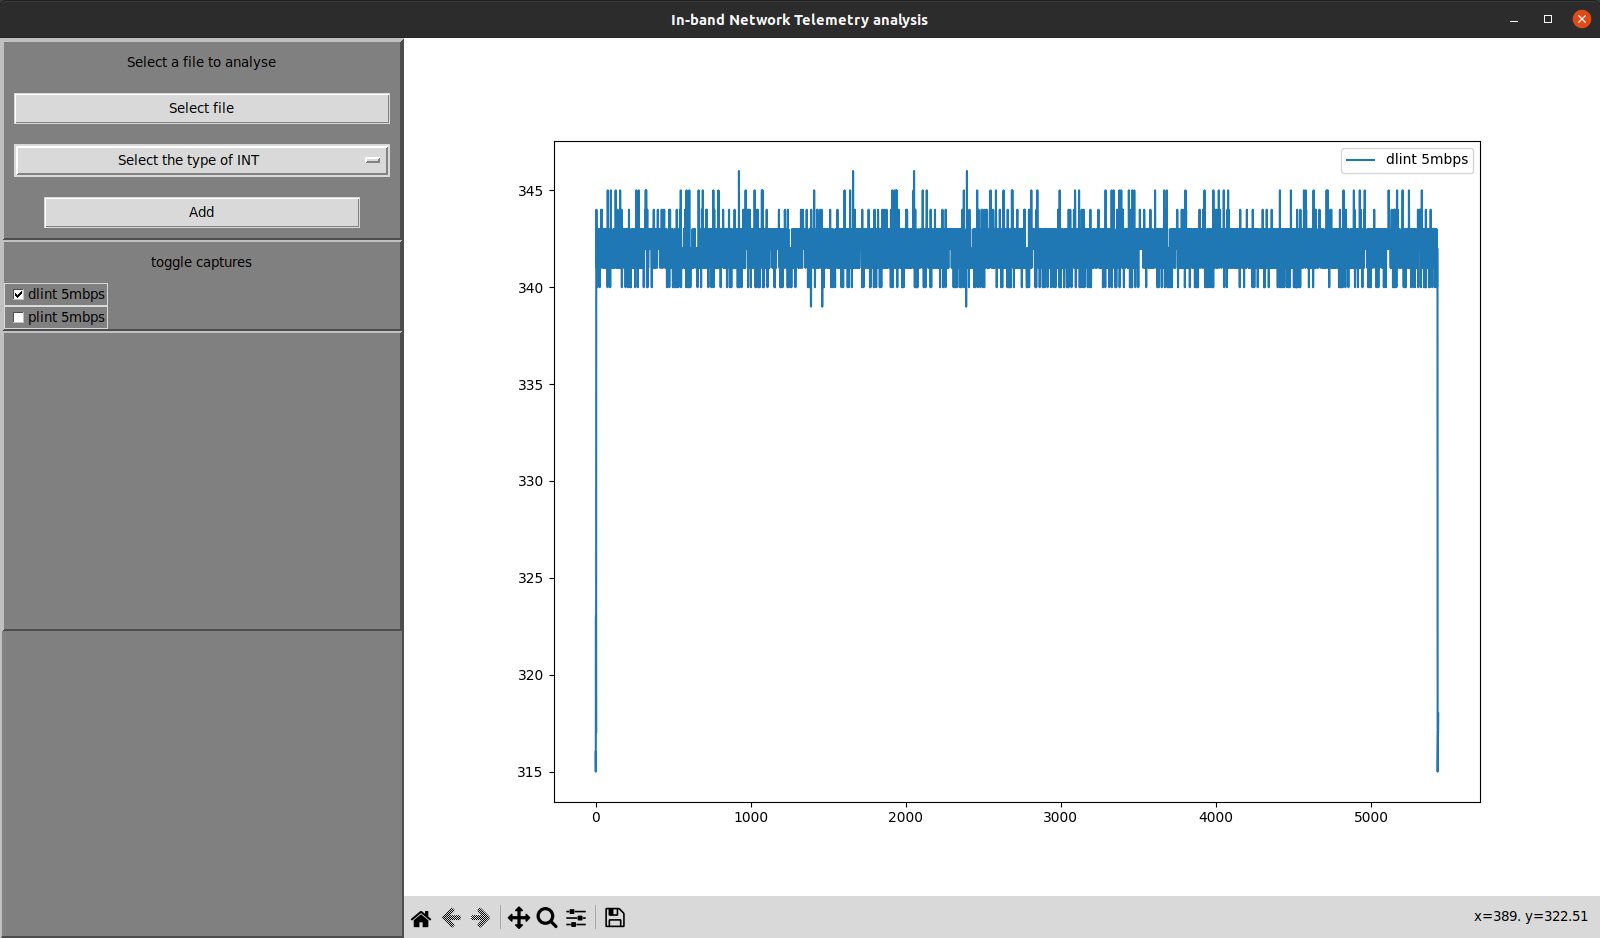 In-band Network Telemetry analysis
Select a file to analyse
Select file
Select the type of INT
Add
toggle captures
dlint 5mbps
plint 5mbps
dlint 5mbps
345
340
335
330
325
320
315
0 1000 2000 3000 4000 5000
x=389. y=322.51